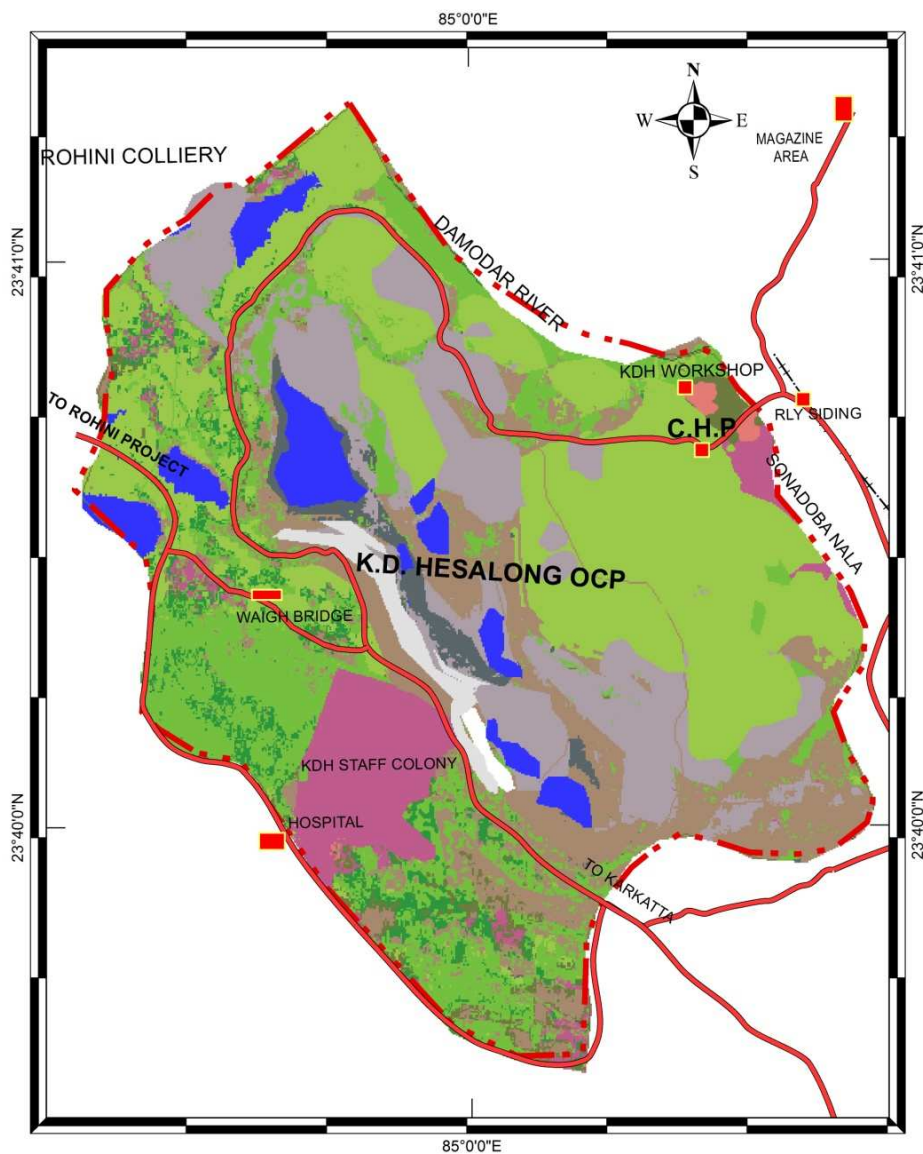 85°0'0"E
N
W E
S
MAGAZINE
AREA
ROHINI COLLIERY
DAMODAR RIVER
23°41'0"N
23°41'0"N
KDH WORKSHOP
RLY SIDING
C.H.P
TO ROHINI PROJECT
SONADOBA NALA
K.D. HESALONG OCP
WAIGH BRIDGE
KDH STAFF COLONY
HOSPITAL
23°40'0"N
23°40'0"N
TO KARKATTA
85°0'0"E